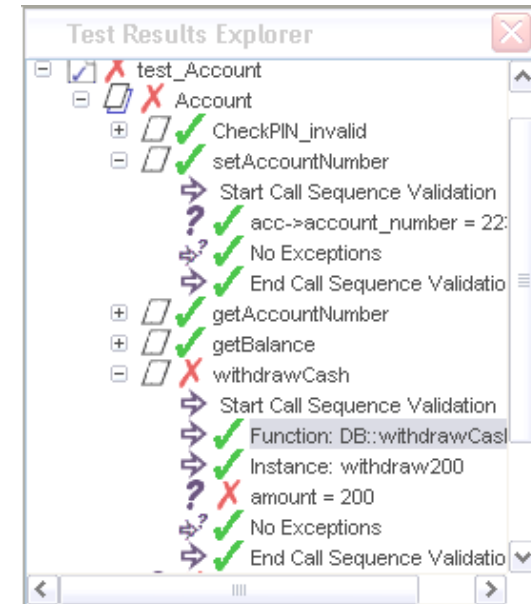 Test Results Explorer
test_Account
Account
CheckPIN_invalid
setAccountNumber
Start Call Sequence Validation
? acc->account_number = 22
? No Exceptions
End Call Sequence Validatio
getAccountNumber
getBalance
withdrawCash
Start Call Sequence Validation
Function: DB::withdrawCas
Instance: withdraw200
? amount = 200
? No Exceptions
End Call Sequence Validatio